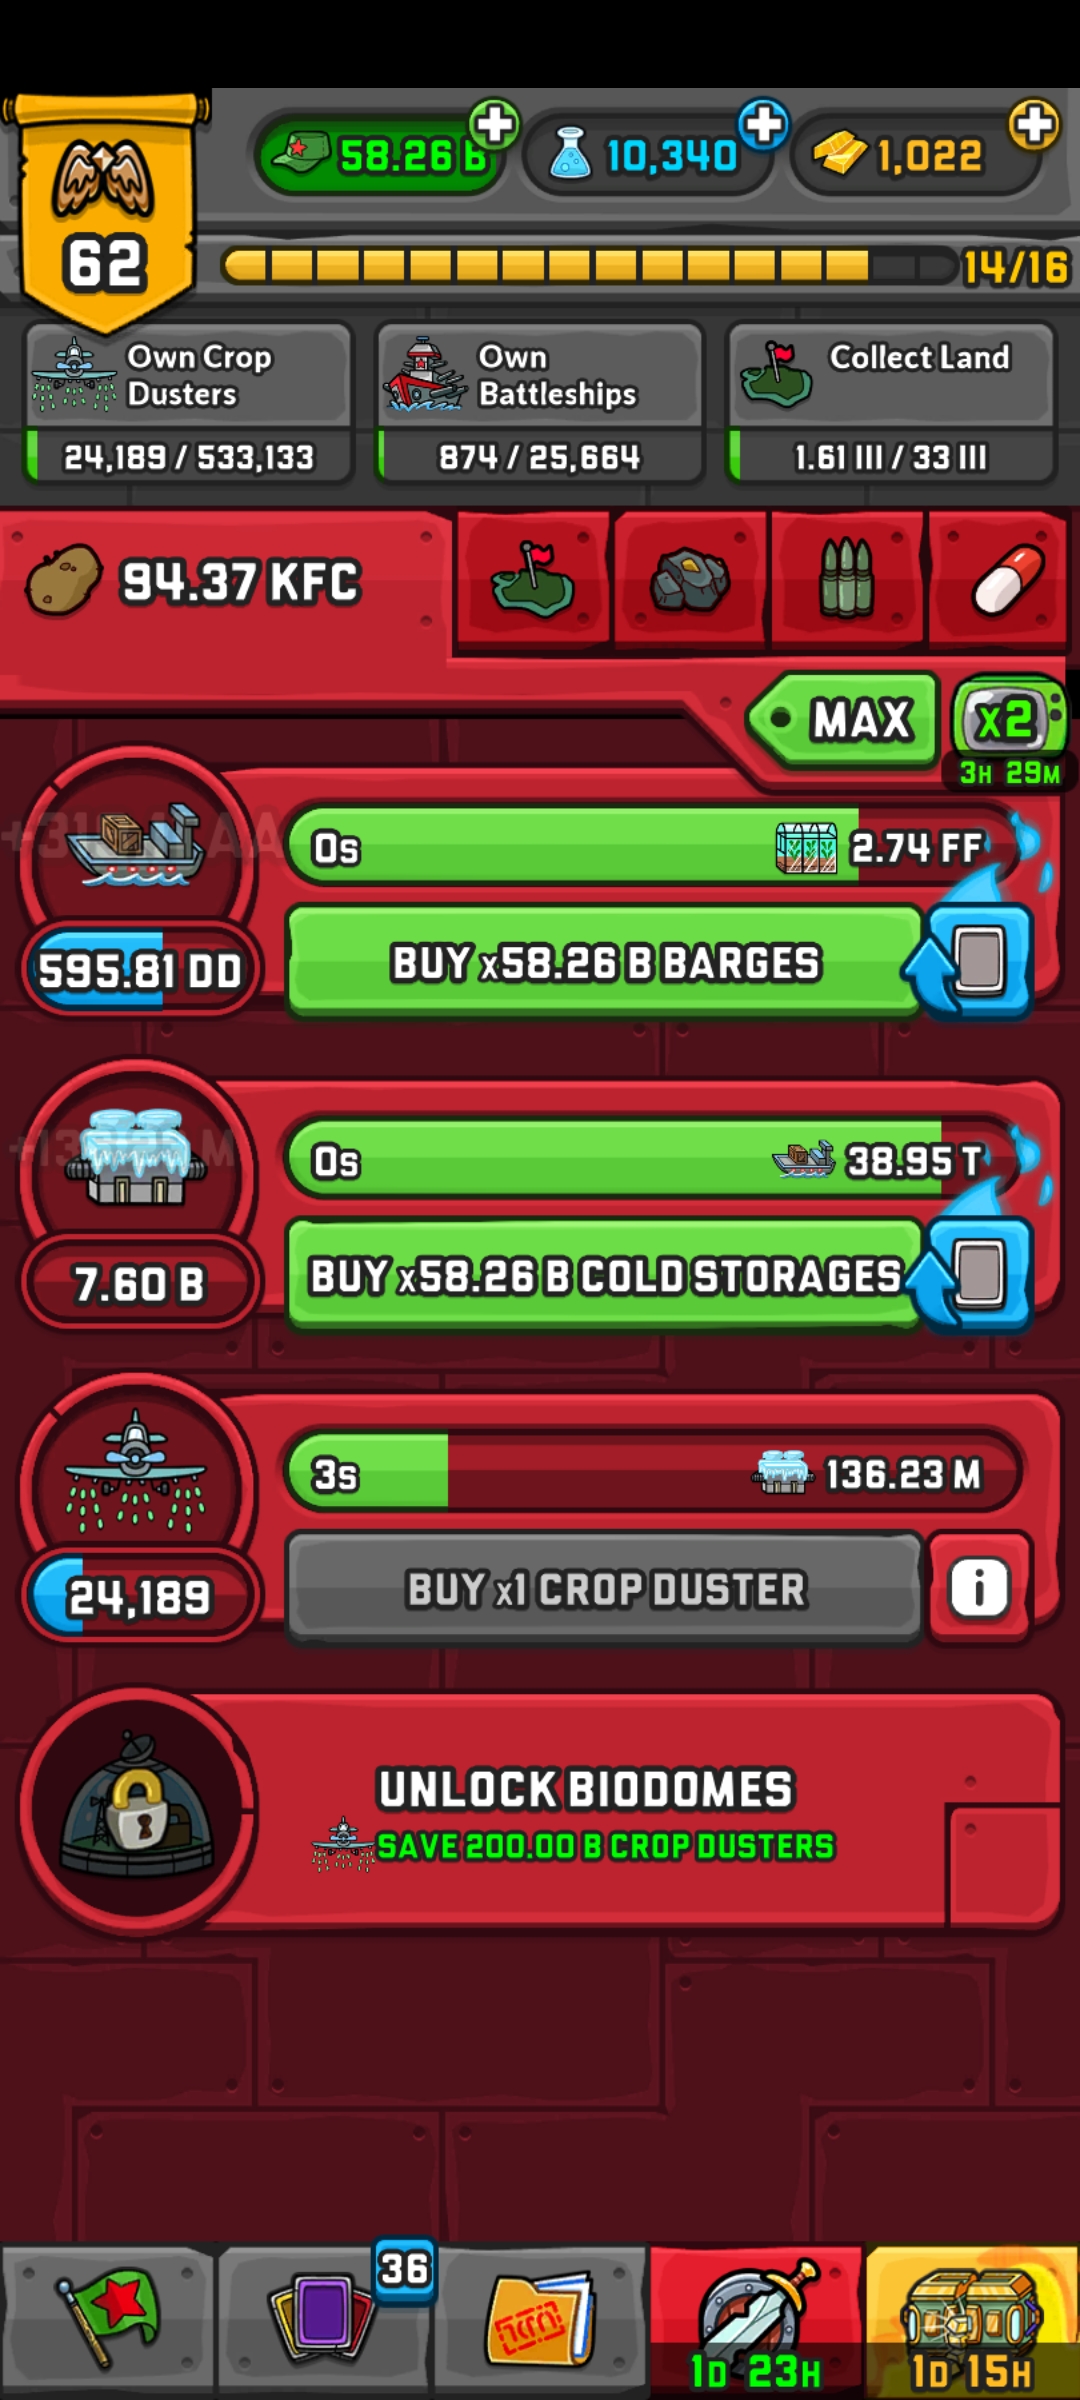 58.26 B
10,340
1,022
62
14/16
Own Crop
Dusters
24,189 / 533,133
Own
Battleships
874 / 25,664
Collect Land
1.61 III / 33 III
94.37 KFC
MAX
x2
3H 29M
0s
2.74 FF
595.81 DD
BUY x58.26 B BARGES
0s
38.95 T
7.60 B
BUY x58.26 B COLD STORAGES
3s
136.23 M
24,189
BUY x1 CROP DUSTER
i
UNLOCK BIODOMES
SAVE 200.00 B CROP DUSTERS
36
1D 23H
1D 15H